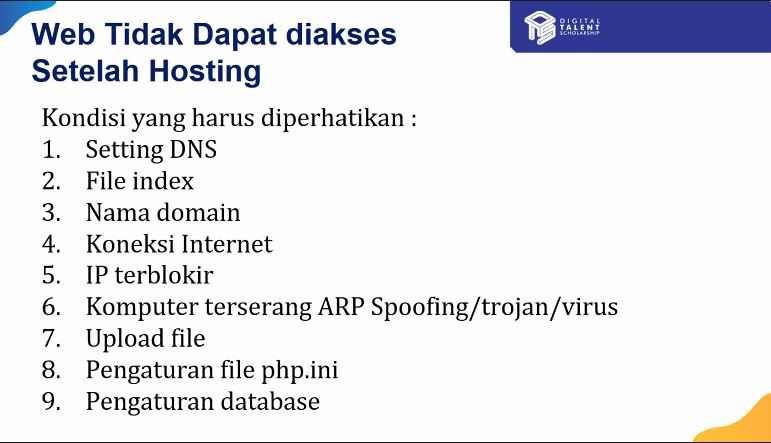 Web Tidak Dapat diakses
Setelah Hosting
DIGITAL
TALENT
SCHOLARSHIP
Kondisi yang harus diperhatikan :
1. Setting DNS
2. File index
3. Nama domain
4. Koneksi Internet
5. IP terblokir
6. Komputer terserang ARP Spoofing/trojan/virus
7. Upload file
8. Pengaturan file php.ini
9. Pengaturan database